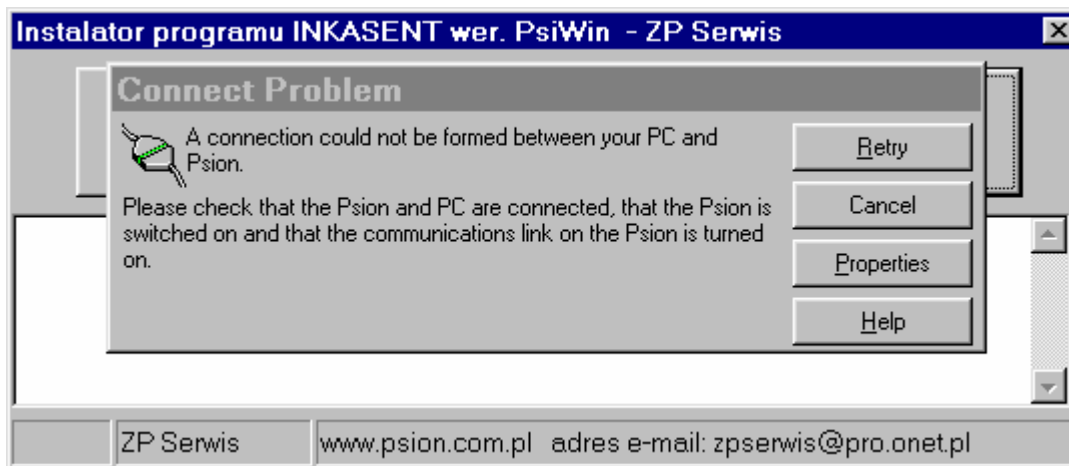 Instalator programu INKASENT wer. PsiWin - ZP Serwis
Connect Problem
A connection could not be formed between your PC and
Psion.
Retry
Please check that the Psion and PC are connected, that the Psion is
switched on and that the communications link on the Psion is turned
on.
Cancel
Properties
Help
ZP Serwis
www.psion.com.pl adres e-mail: zpserwis@pro.onet.pl